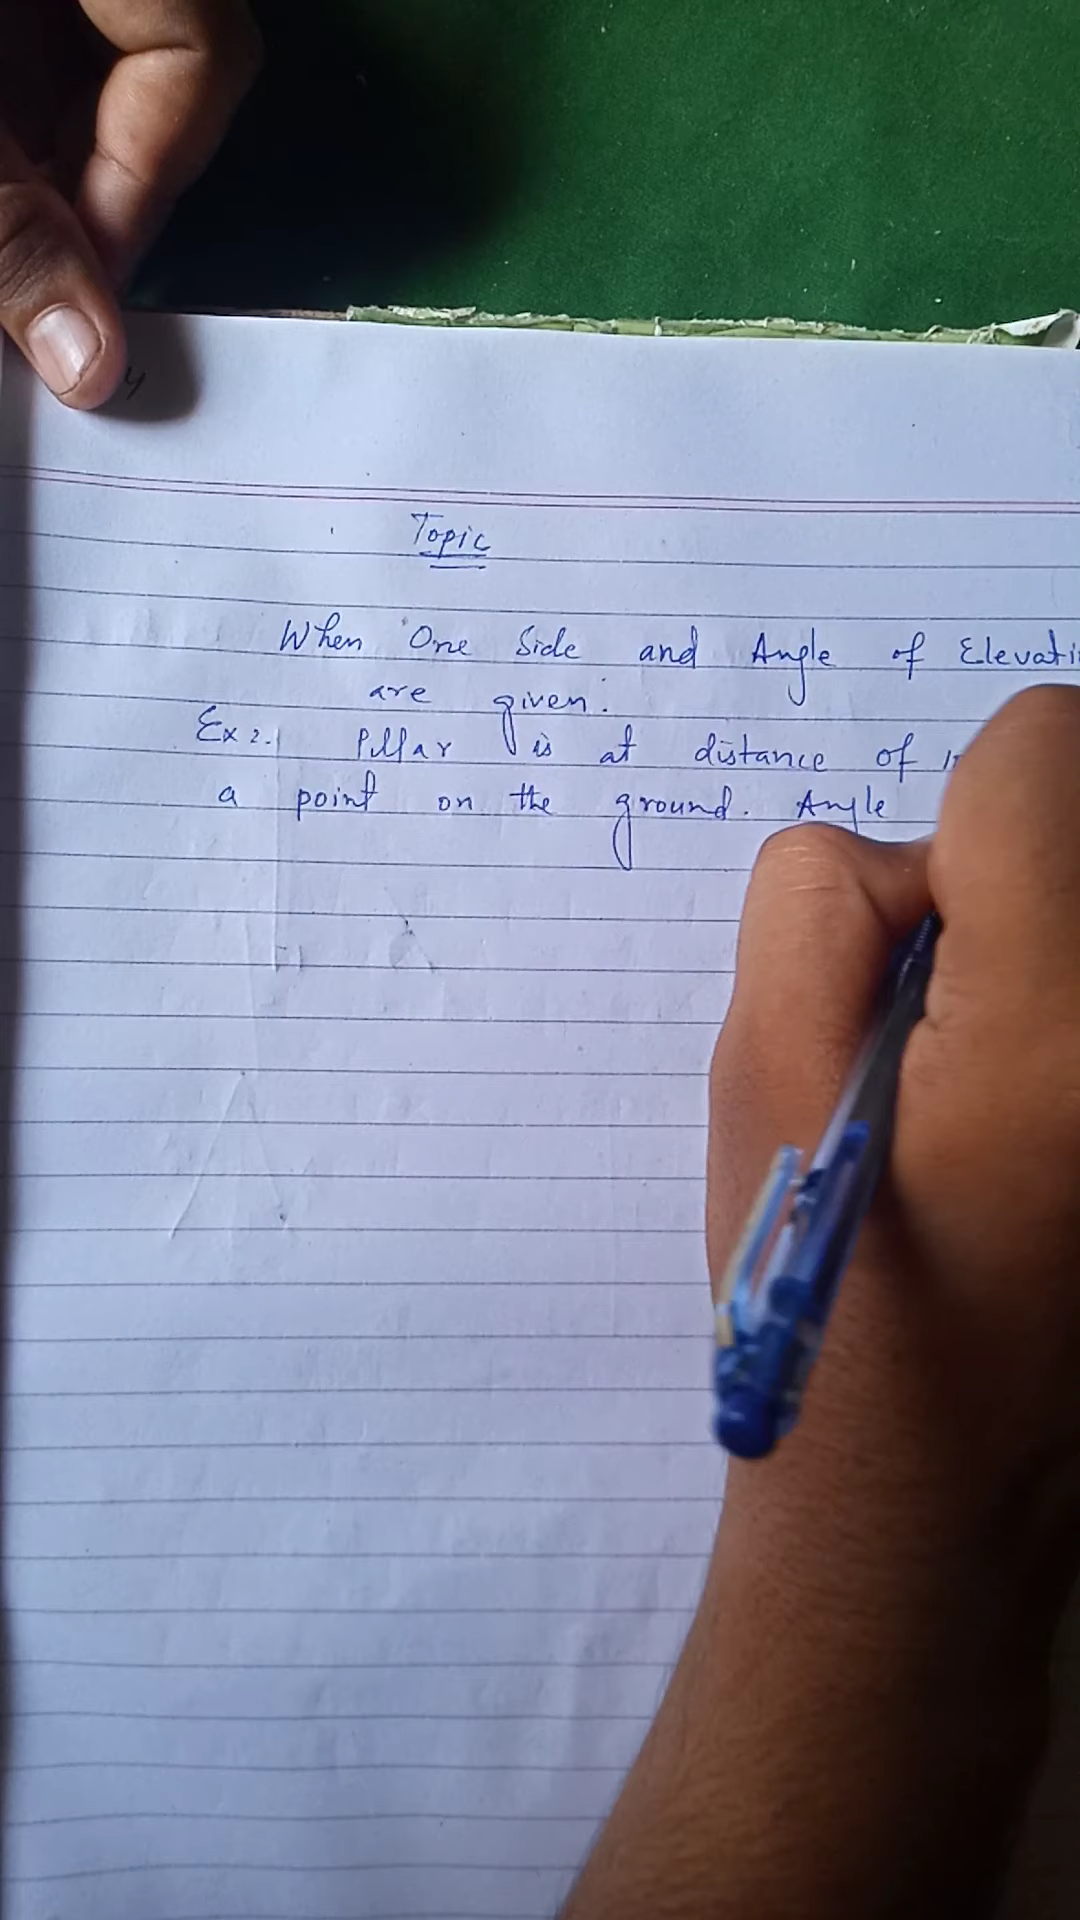 Topic
When One Side and Angle of Elevati
are given.
Ex 2. Pillar is at distance of
a point on the ground. Angle